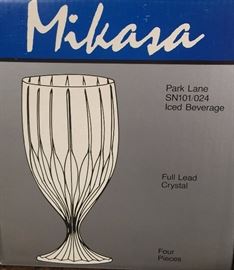 Mikasa
Park Lane
SN101/024
Iced Beverage
Full Lead
Crystal
Four
Pieces